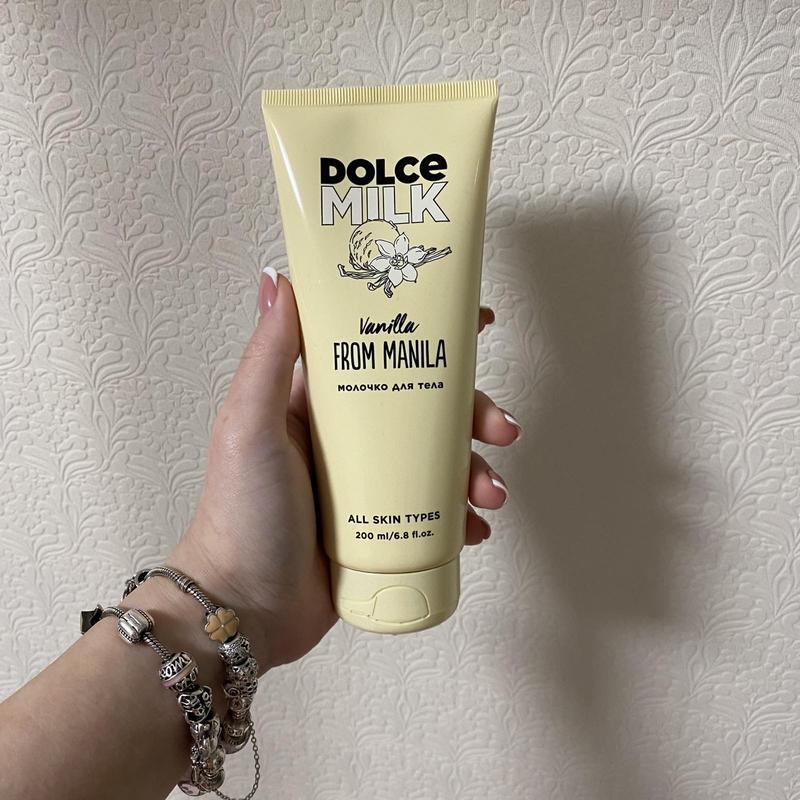 DOLCe
MILK
Vanilla
FROM MANILA
молочко для тела
ALL SKIN TYPES
200 ml/6.8 fl.oz.